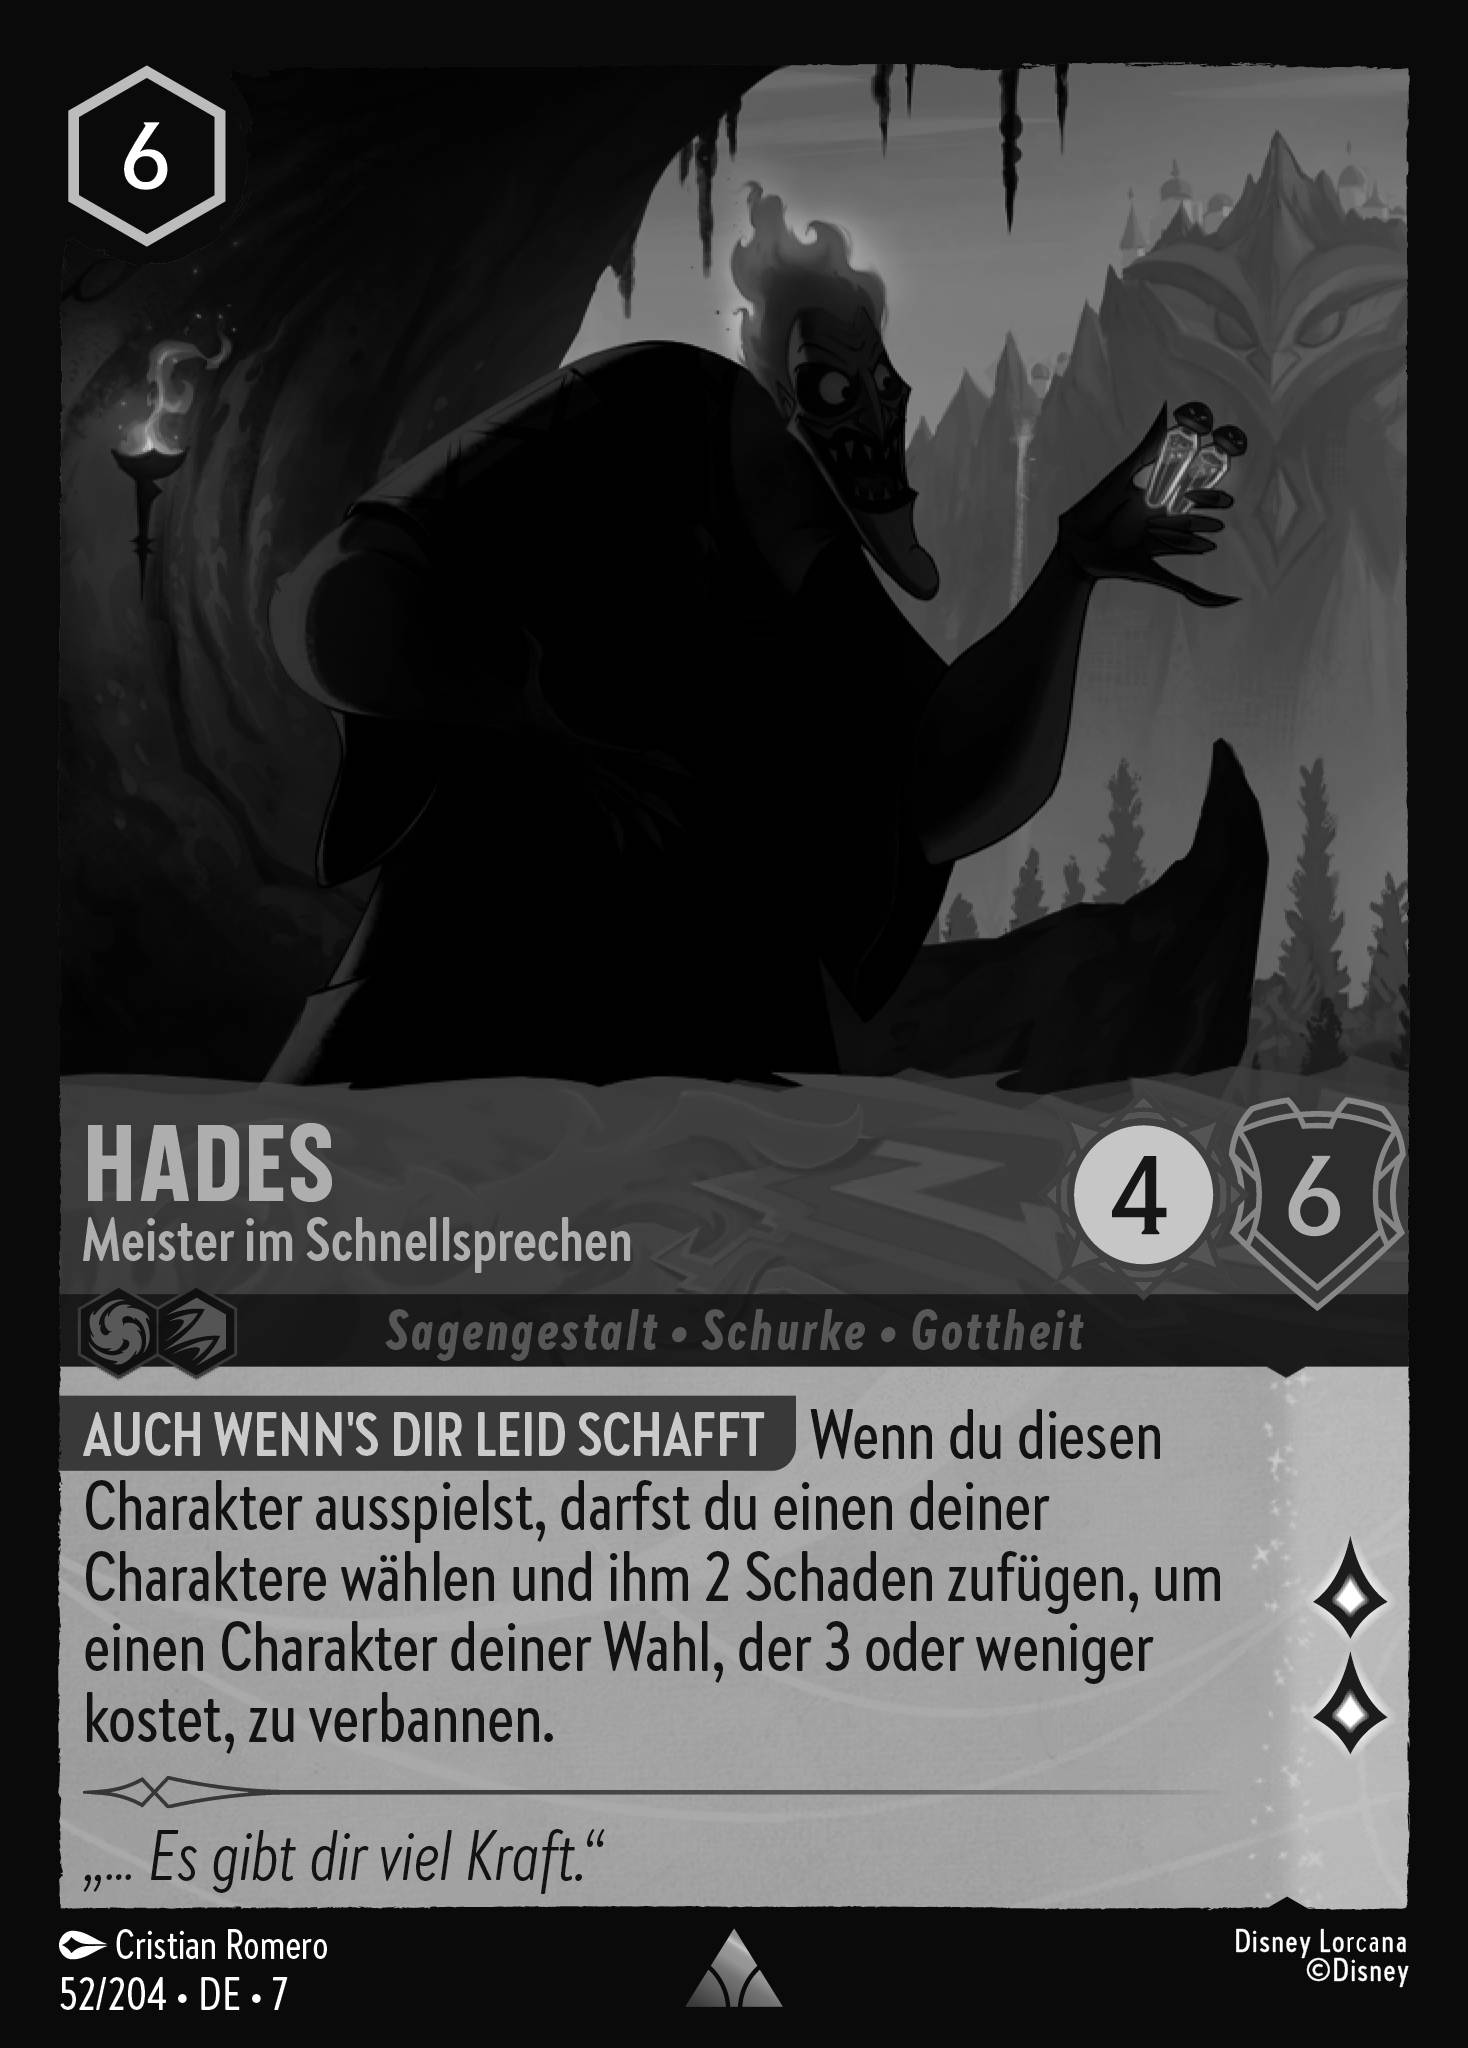 6
HADES
Meister im Schnellsprechen
4
6
Sagengestalt • Schurke • Gottheit
AUCH WENN'S DIR LEID SCHAFFT Wenn du diesen
Charakter ausspielst, darfst du einen deiner
Charaktere wählen und ihm 2 Schaden zufügen, um
einen Charakter deiner Wahl, der 3 oder weniger
kostet, zu verbannen.
„... Es gibt dir viel Kraft.“
Cristian Romero
52/204 • DE • 7
Disney Lorcana
©Disney